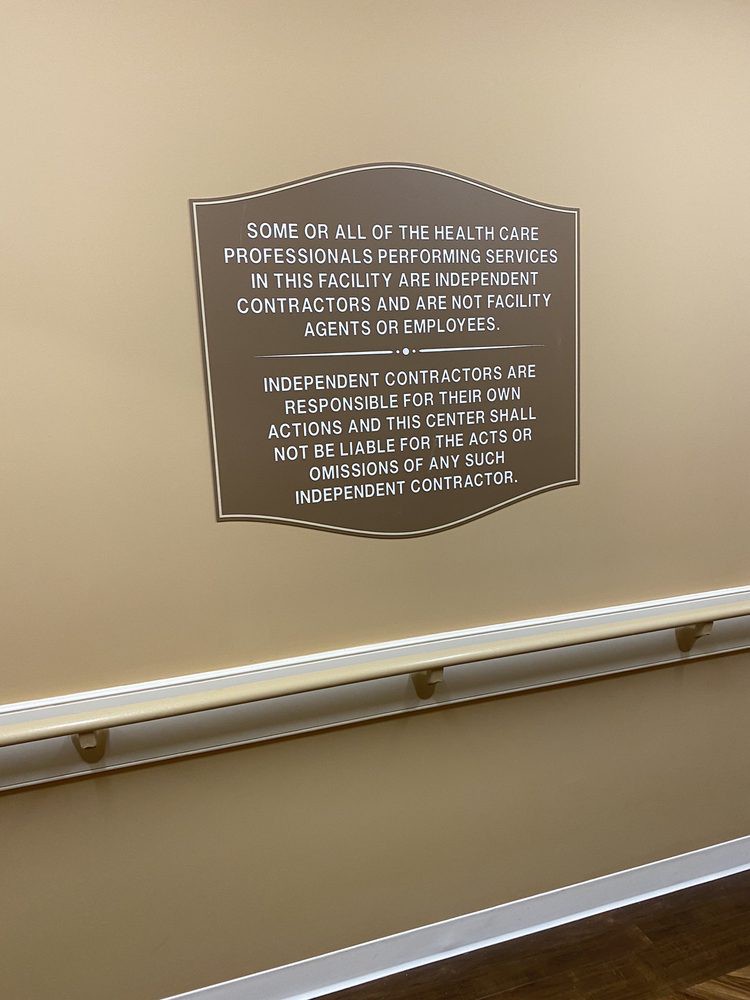 SOME OR ALL OF THE HEALTH CARE
PROFESSIONALS PERFORMING SERVICES
IN THIS FACILITY ARE INDEPENDENT
CONTRACTORS AND ARE NOT FACILITY
AGENTS OR EMPLOYEES.
INDEPENDENT CONTRACTORS ARE
RESPONSIBLE FOR THEIR OWN
ACTIONS AND THIS CENTER SHALL
NOT BE LIABLE FOR THE ACTS OR
OMISSIONS OF ANY SUCH
INDEPENDENT CONTRACTOR.